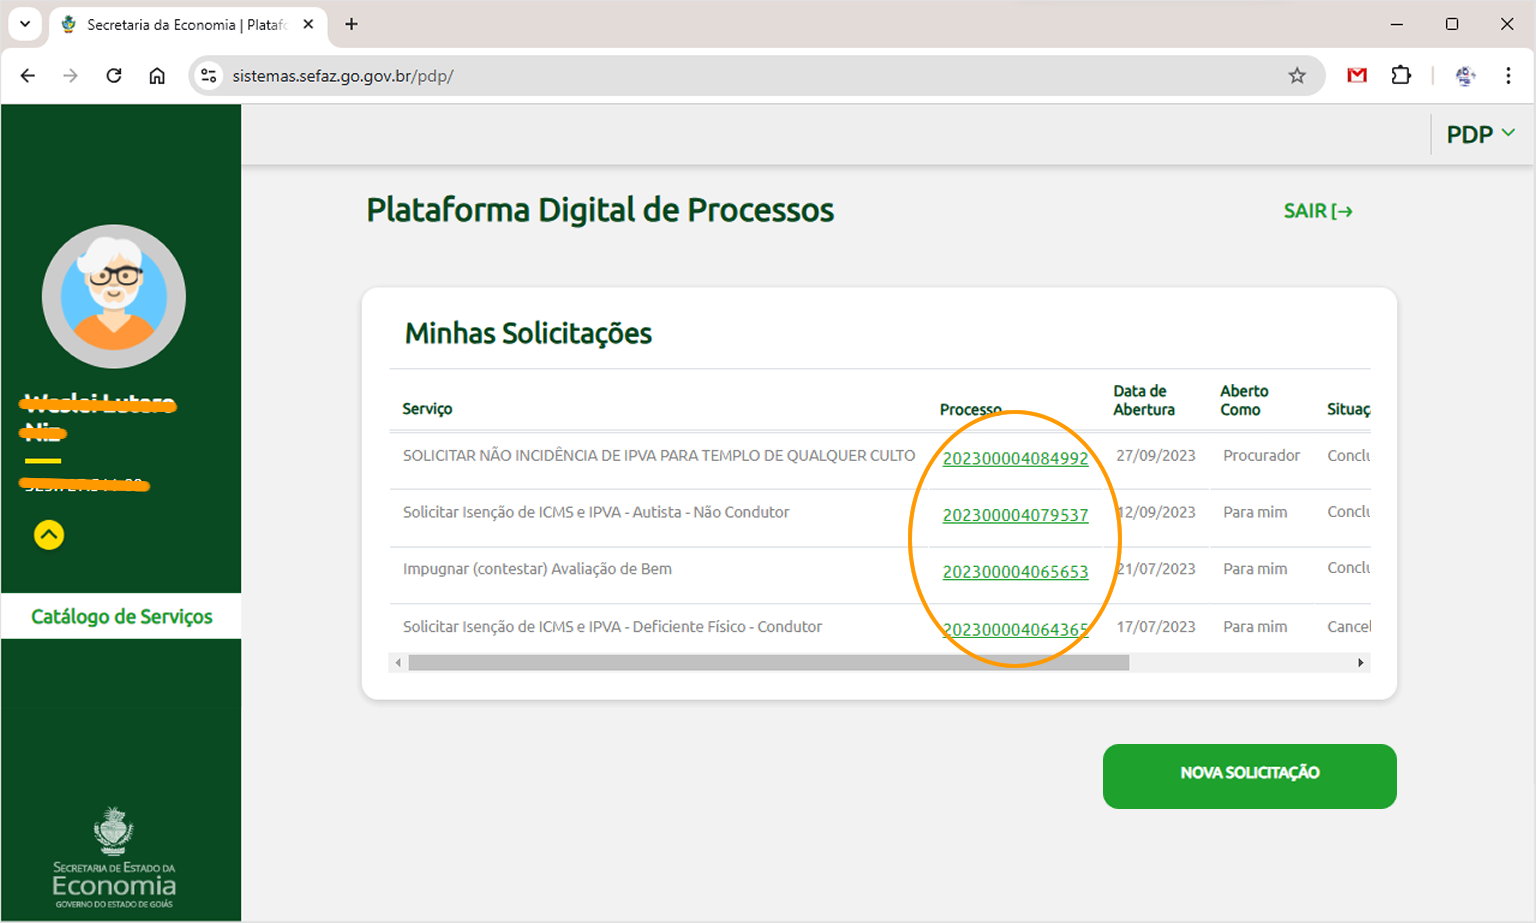 Secretaria da Economia | Plataf
sistemas.sefaz.go.gov.br/pdp/
PDP
Plataforma Digital de Processos
SAIR
Catálogo de Serviços
SECRETARIA DE ESTADO DA
Economia
GOVERNO DO ESTADO DE GOIÁS
Minhas Solicitações
Serviço Processo Data de Abertura Aberto Como Situaç
SOLICITAR NÃO INCIDÊNCIA DE IPVA PARA TEMPLO DE QUALQUER CULTO 202300004084992 27/09/2023 Procurador Conclu
Solicitar Isenção de ICMS e IPVA - Autista - Não Condutor 202300004079537 12/09/2023 Para mim Conclu
Impugnar (contestar) Avaliação de Bem 202300004065653 21/07/2023 Para mim Conclu
Solicitar Isenção de ICMS e IPVA - Deficiente Físico - Condutor 202300004064365 17/07/2023 Para mim Cancel
NOVA SOLICITAÇÃO